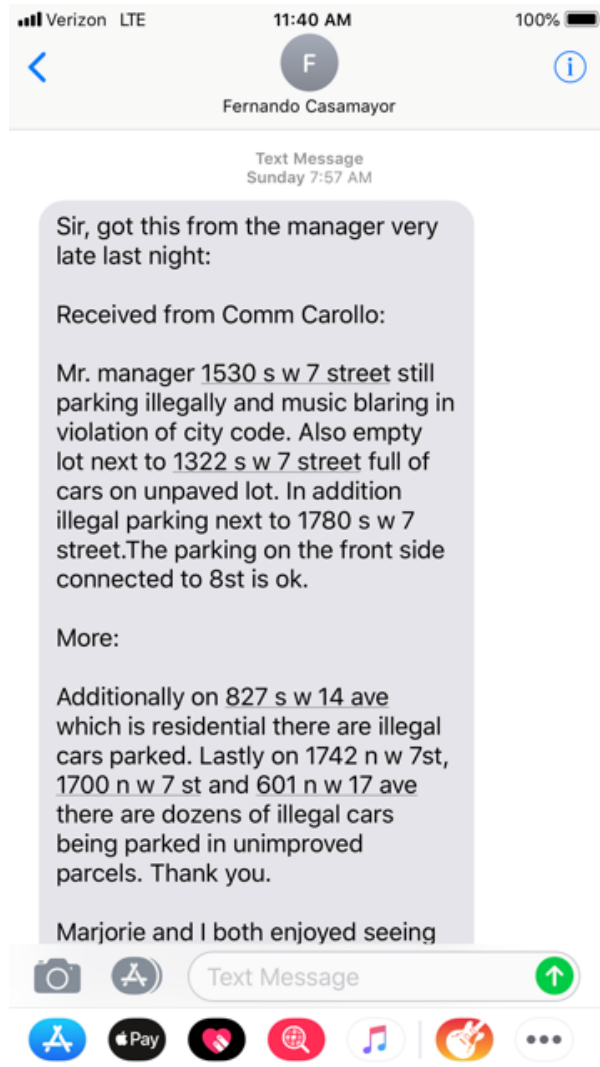 Verizon LTE 11:40 AM 100%
F
Fernando Casamayor
Text Message
Sunday 7:57 AM
Sir, got this from the manager very
late last night:
Received from Comm Carollo:
Mr. manager 1530 s w 7 street still
parking illegally and music blaring in
violation of city code. Also empty
lot next to 1322 s w 7 street full of
cars on unpaved lot. In addition
illegal parking next to 1780 s w 7
street.The parking on the front side
connected to 8st is ok.
More:
Additionally on 827 s w 14 ave
which is residential there are illegal
cars parked. Lastly on 1742 n w 7st,
1700 n w 7 st and 601 n w 17 ave
there are dozens of illegal cars
being parked in unimproved
parcels. Thank you.
Marjorie and I both enjoyed seeing
Text Message
Pay